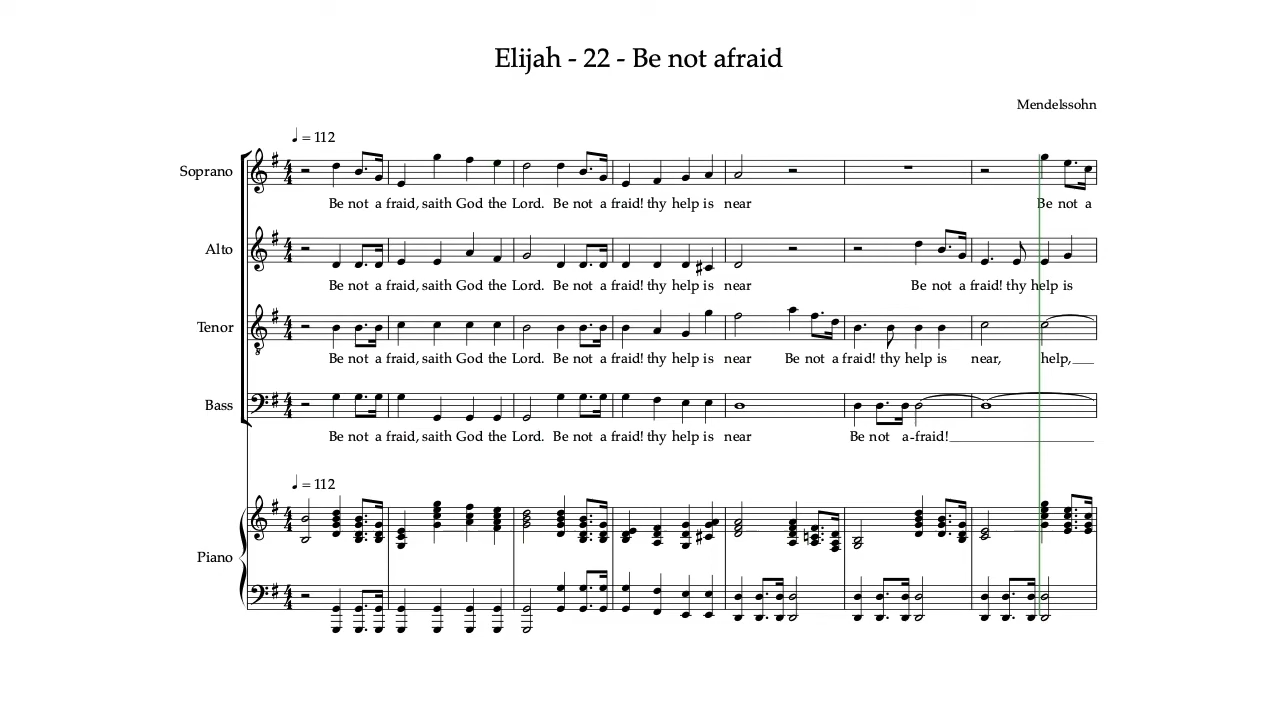 Elijah - 22 - Be not afraid
Mendelssohn
♩ = 112
Soprano
Be not a fraid, saith God the Lord. Be not a fraid! thy help is near Be not a
Alto
Be not a fraid, saith God the Lord. Be not a fraid! thy help is near Be not a fraid! thy help is
Tenor
Be not a fraid, saith God the Lord. Be not a fraid! thy help is near Be not a fraid! thy help is near, help,
Bass
Be not a fraid, saith God the Lord. Be not a fraid! thy help is near Be not a-fraid!
♩ = 112
Piano